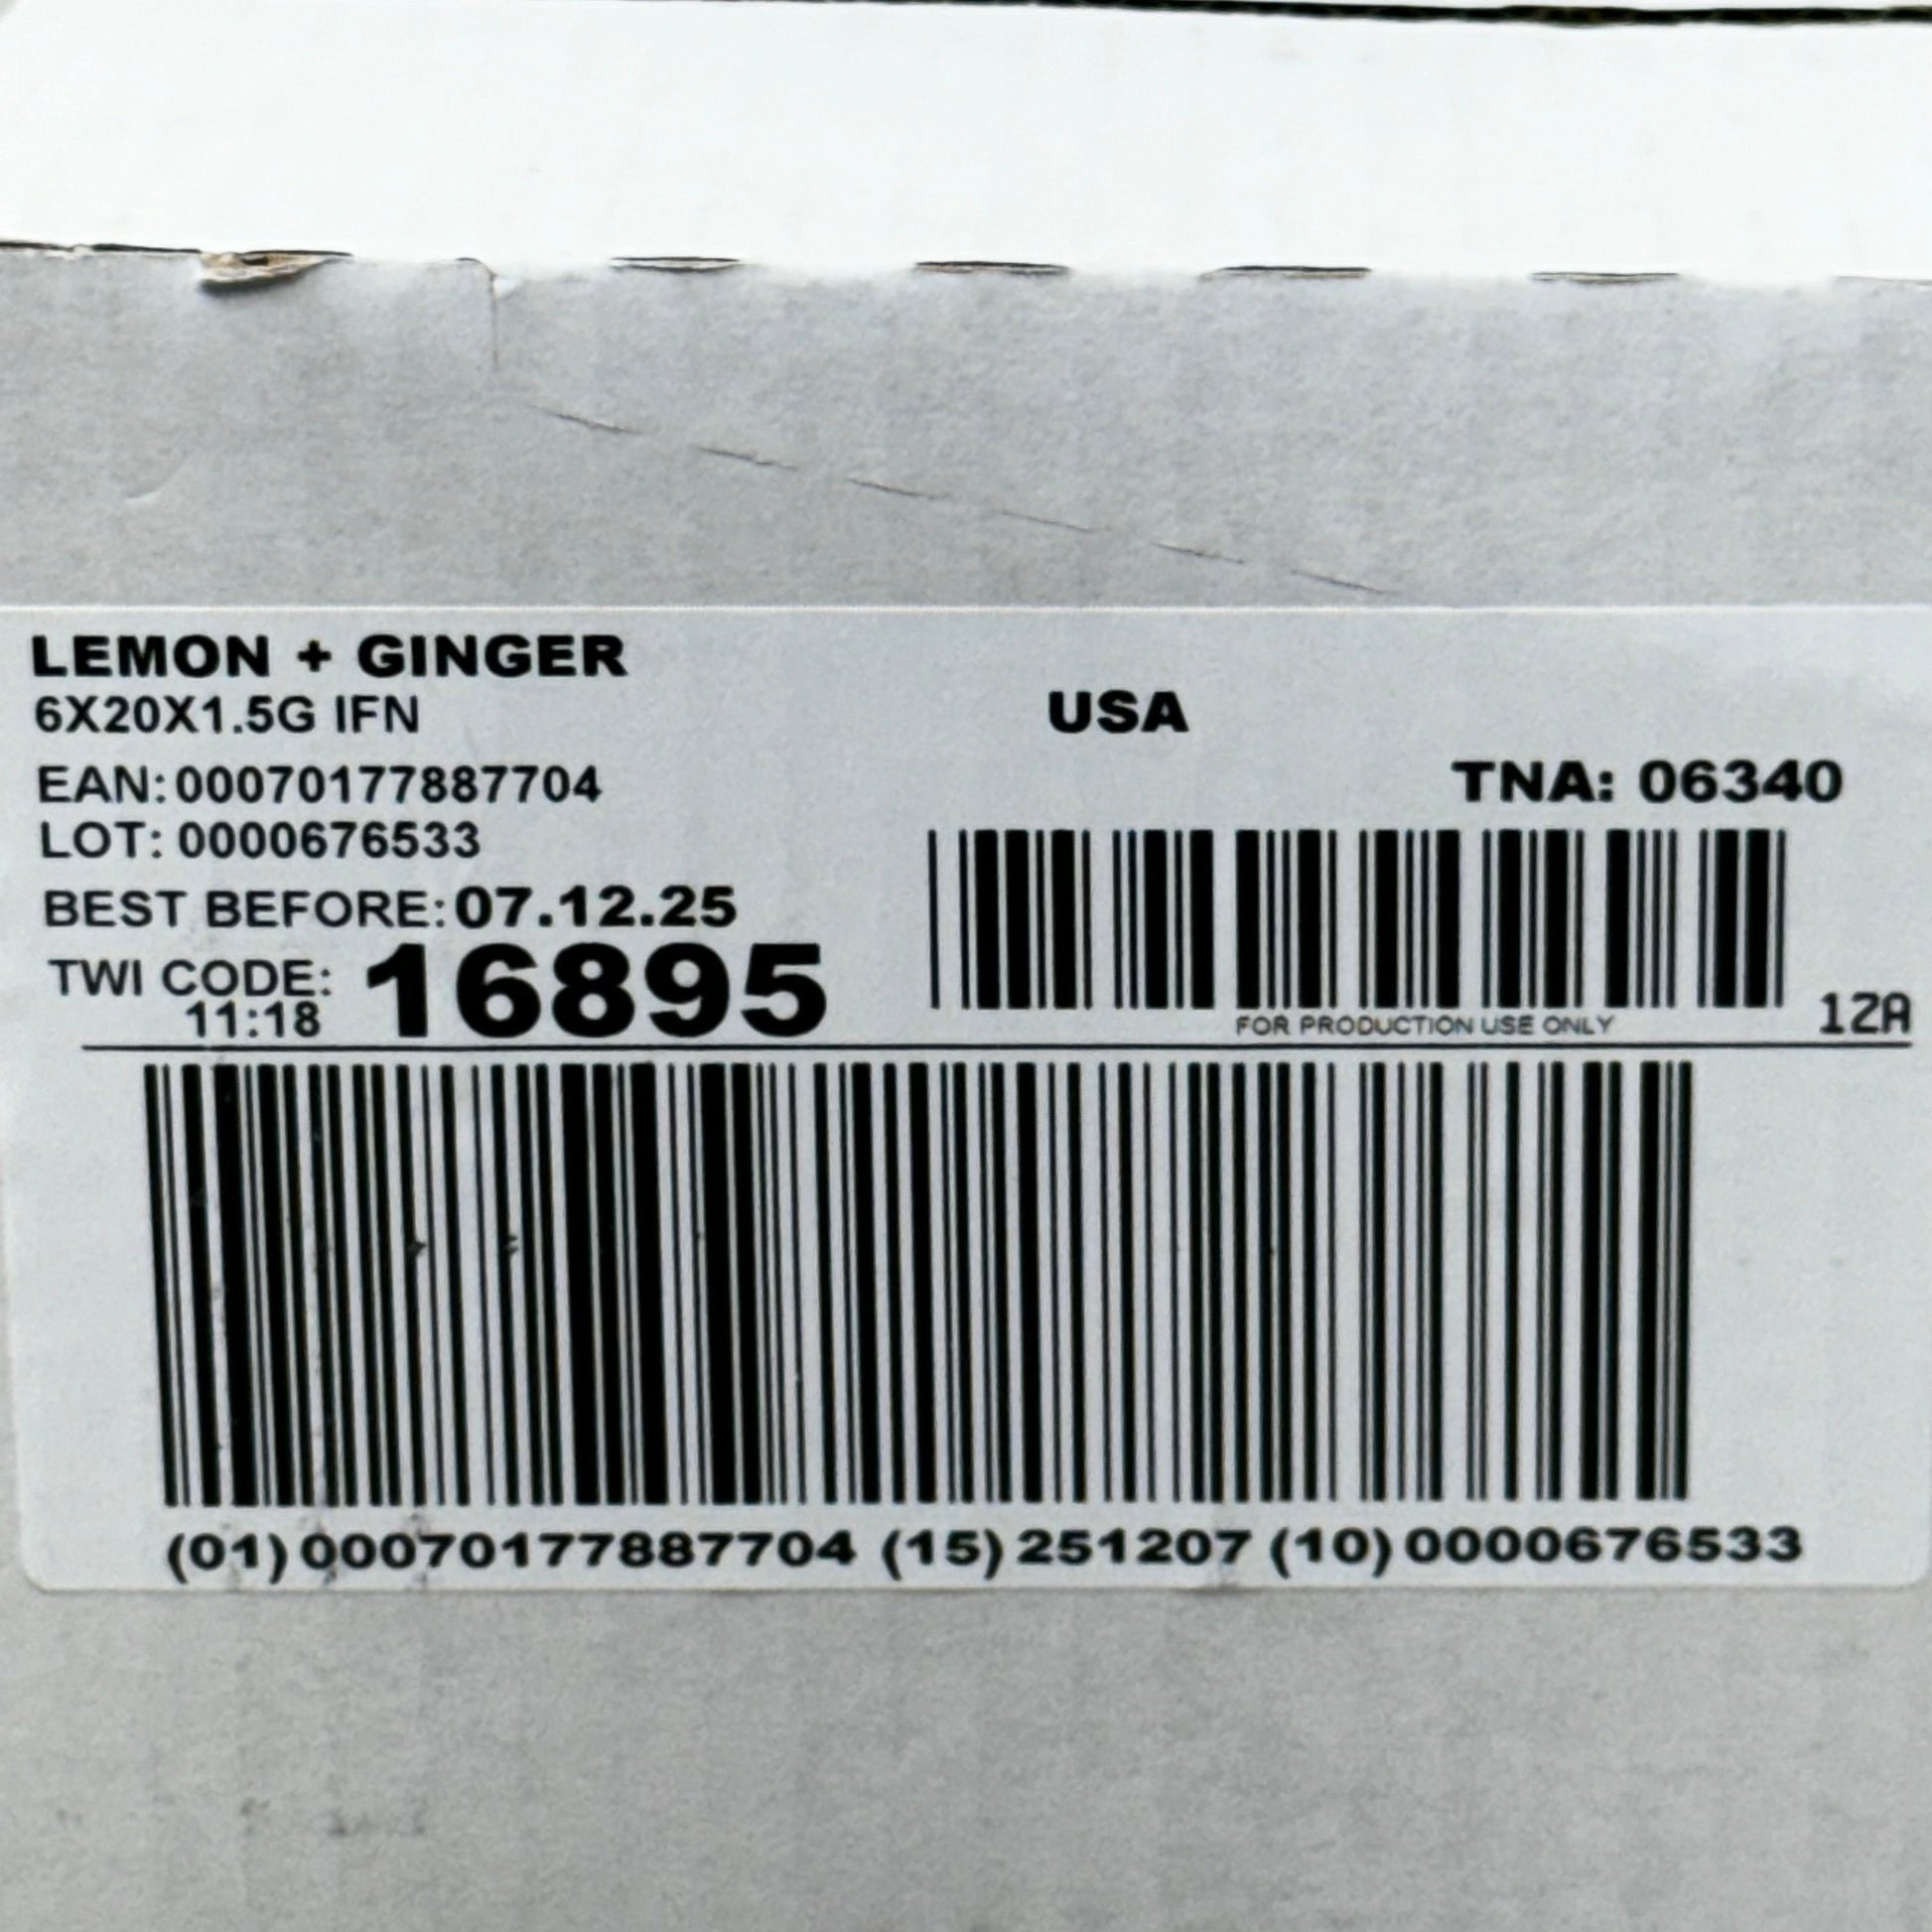 LEMON + GINGER
6X20X1.5G IFN
USA
EAN:00070177887704
TNA: 06340
LOT: 0000676533
BEST BEFORE:07.12.25
TWI CODE: 16895
11:18
FOR PRODUCTION USE ONLY
12A
(01)00070177887704 (15)251207 (10)0000676533